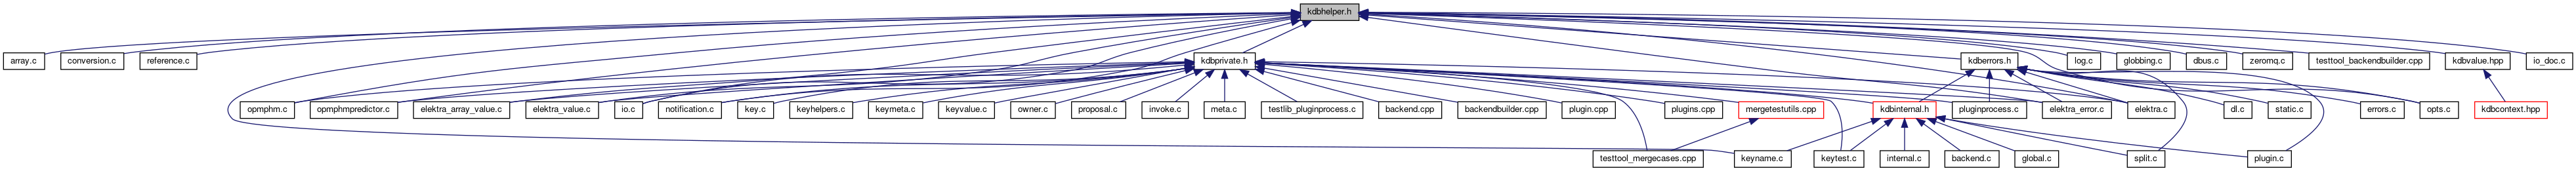 kdbhelper.h
array.c
conversion.c
reference.c
kdbprivate.h
kdberrors.h
log.c
globbing.c
dbus.c
zeromq.c
testtool_backendbuilder.cpp
kdbvalue.hpp
io_doc.c
opmphm.c
opmphmpredictor.c
elektra_array_value.c
elektra_value.c
io.c
notification.c
key.c
keyhelpers.c
keymeta.c
keyvalue.c
owner.c
proposal.c
invoke.c
meta.c
testlib_pluginprocess.c
backend.cpp
backendbuilder.cpp
plugin.cpp
plugins.cpp
mergetestutils.cpp
kdbinternal.h
pluginprocess.c
elektra_error.c
elektra.c
dl.c
static.c
errors.c
opts.c
kdbcontext.hpp
testtool_mergecases.cpp
keyname.c
keytest.c
internal.c
backend.c
global.c
split.c
plugin.c